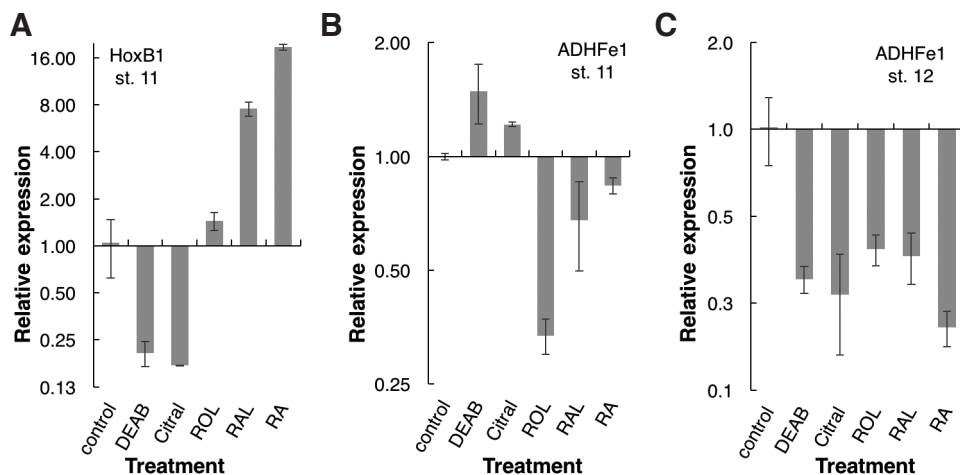 A
HoxB1
st. 11
Relative expression
16.00
8.00
4.00
2.00
1.00
0.50
0.25
0.13
control
DEAB
Citral
ROL
RAL
RA
Treatment
B
ADHFe1
st. 11
Relative expression
2.00
1.00
0.50
0.25
control
DEAB
Citral
ROL
RAL
RA
Treatment
C
ADHFe1
st. 12
Relative expression
2.0
1.0
0.5
0.3
0.1
control
DEAB
Citral
ROL
RAL
RA
Treatment